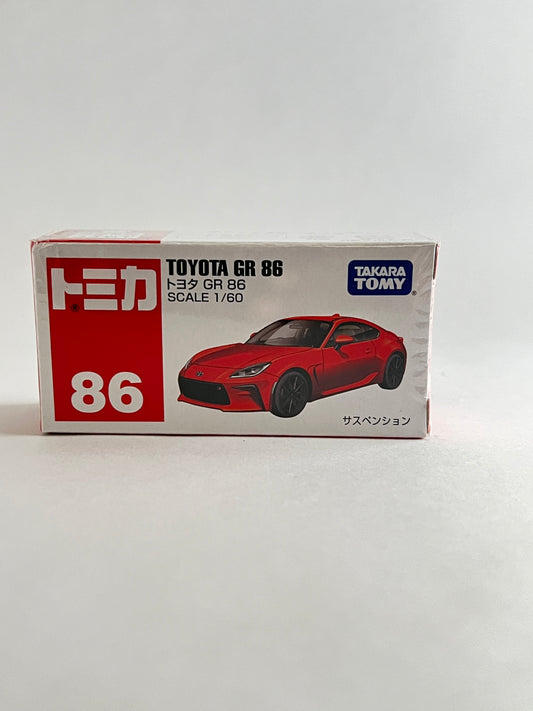 トミカ®
86
TOYOTA GR 86
トヨタ GR 86
SCALE 1/60
TAKARA
TOMY
サスペンション